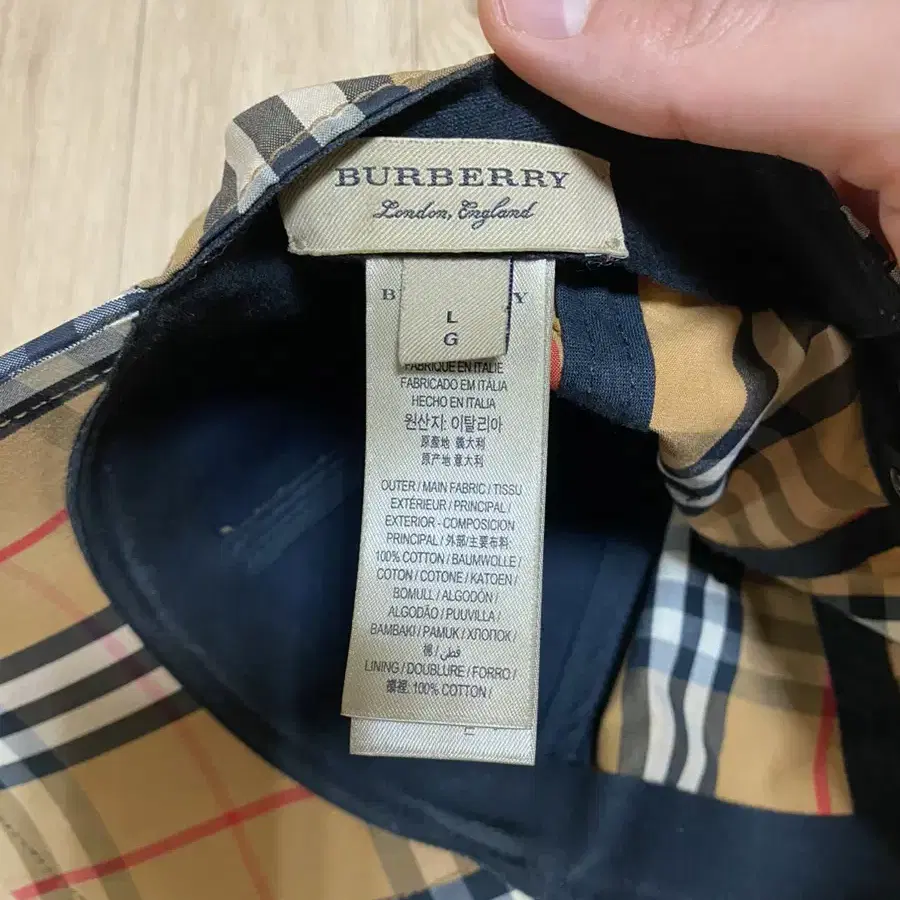 BURBERRY
London, England
B Y
L
G
FABRIQUE EN ITALIE
FABRICADO EM ITÁLIA
HECHO EN ITALIA
원산지: 이탈리아
原產地 義大利
原产地 意大利
OUTER / MAIN FABRIC / TISSU
EXTÉRIEUR / PRINCIPAL /
EXTERIOR - COMPOSICION
PRINCIPAL / 外部 / 主要布料
100% COTTON / BAUMWOLLE /
COTON / COTONE / KATOEN /
BOMULL / ALGODÓN /
ALGODÃO / PUUVILLA /
BAMBAKI / PAMUK / ХЛОПОК /
棉 / قطن /
LINING / DOUBLURE / FORRO /
襯裡: 100% COTTON /